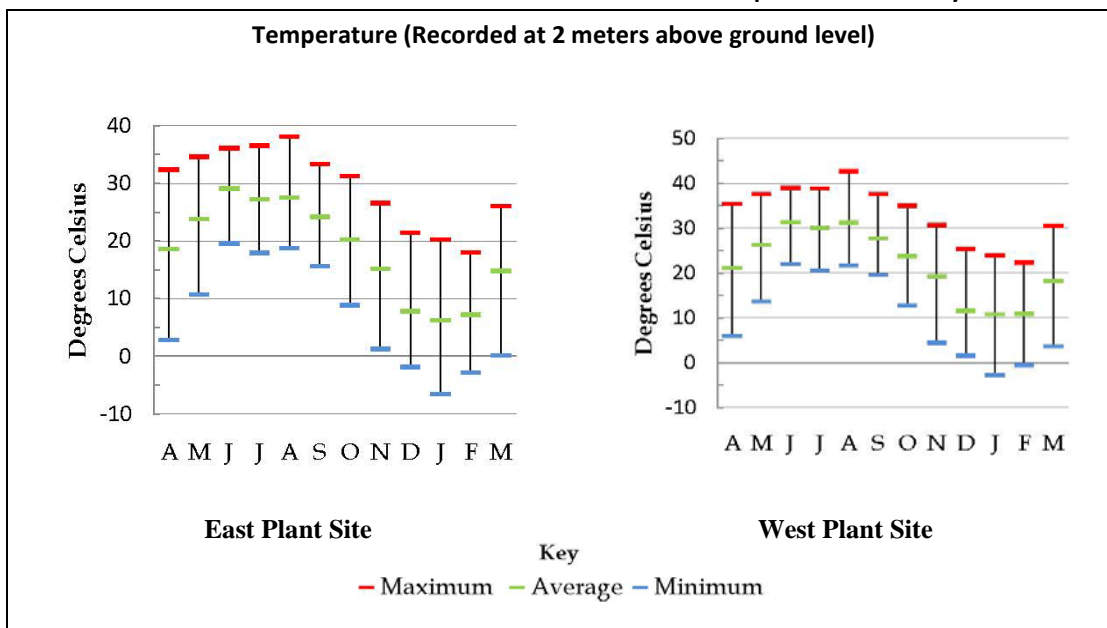 Temperature (Recorded at 2 meters above ground level)
Degrees Celsius
40
30
20
10
0
-10
A M J J A S O N D J F M
East Plant Site
Degrees Celsius
50
40
30
20
10
0
-10
A M J J A S O N D J F M
West Plant Site
Key
Maximum Average Minimum